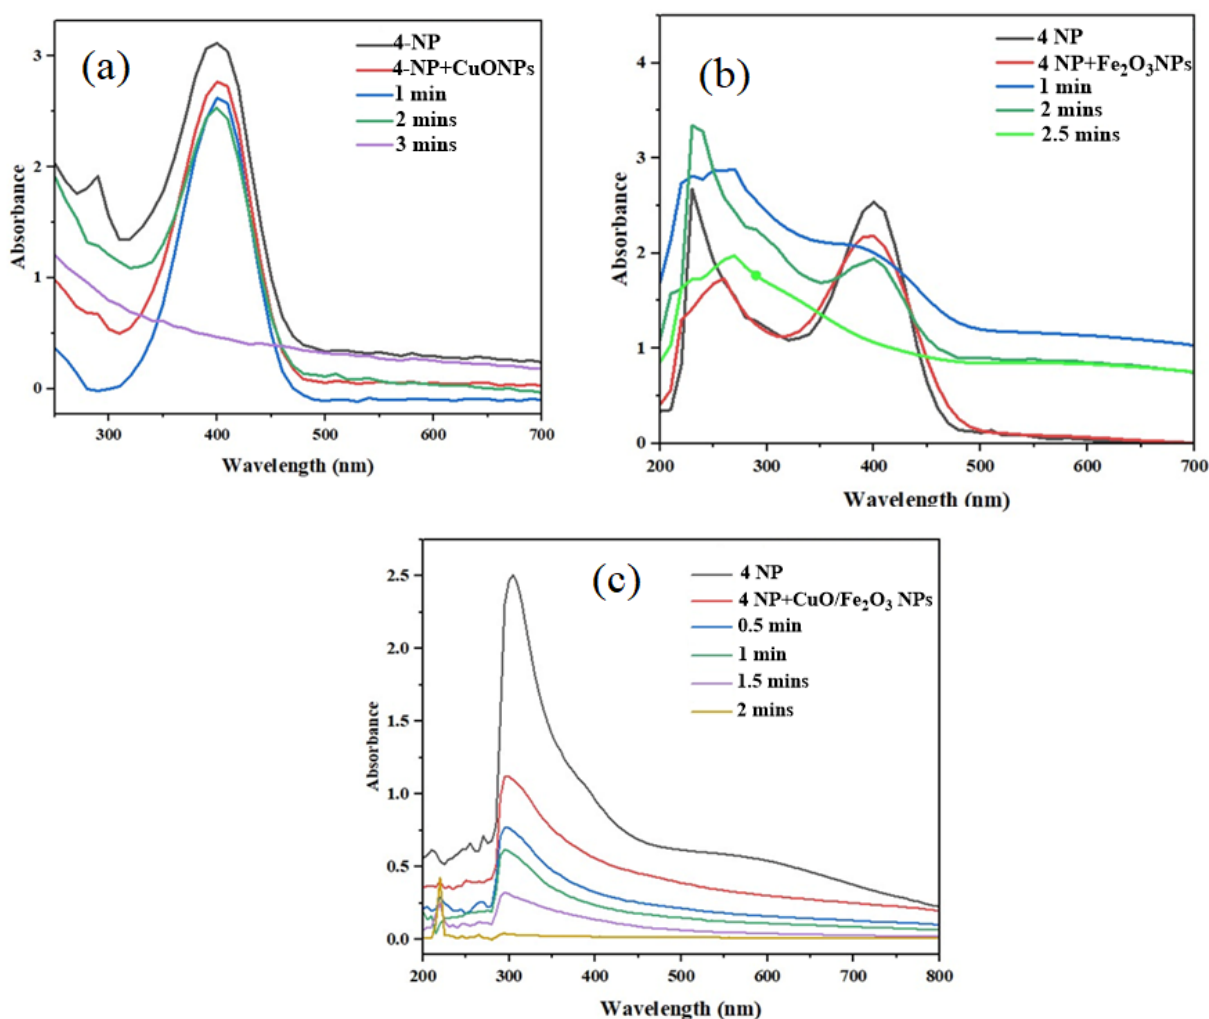 (a)
4-NP
4-NP+CuONPs
1 min
2 mins
3 mins
3
2
1
0
Absorbance
300 400 500 600 700
Wavelength (nm)
(b)
4 NP
4 NP+Fe₂O₃NPs
1 min
2 mins
2.5 mins
4
3
2
1
0
Absorbance
200 300 400 500 600 700
Wavelength (nm)
(c)
4 NP
4 NP+CuO/Fe₂O₃ NPs
0.5 min
1 min
1.5 mins
2 mins
2.5
2.0
1.5
1.0
0.5
0.0
Absorbance
200 300 400 500 600 700 800
Wavelength (nm)